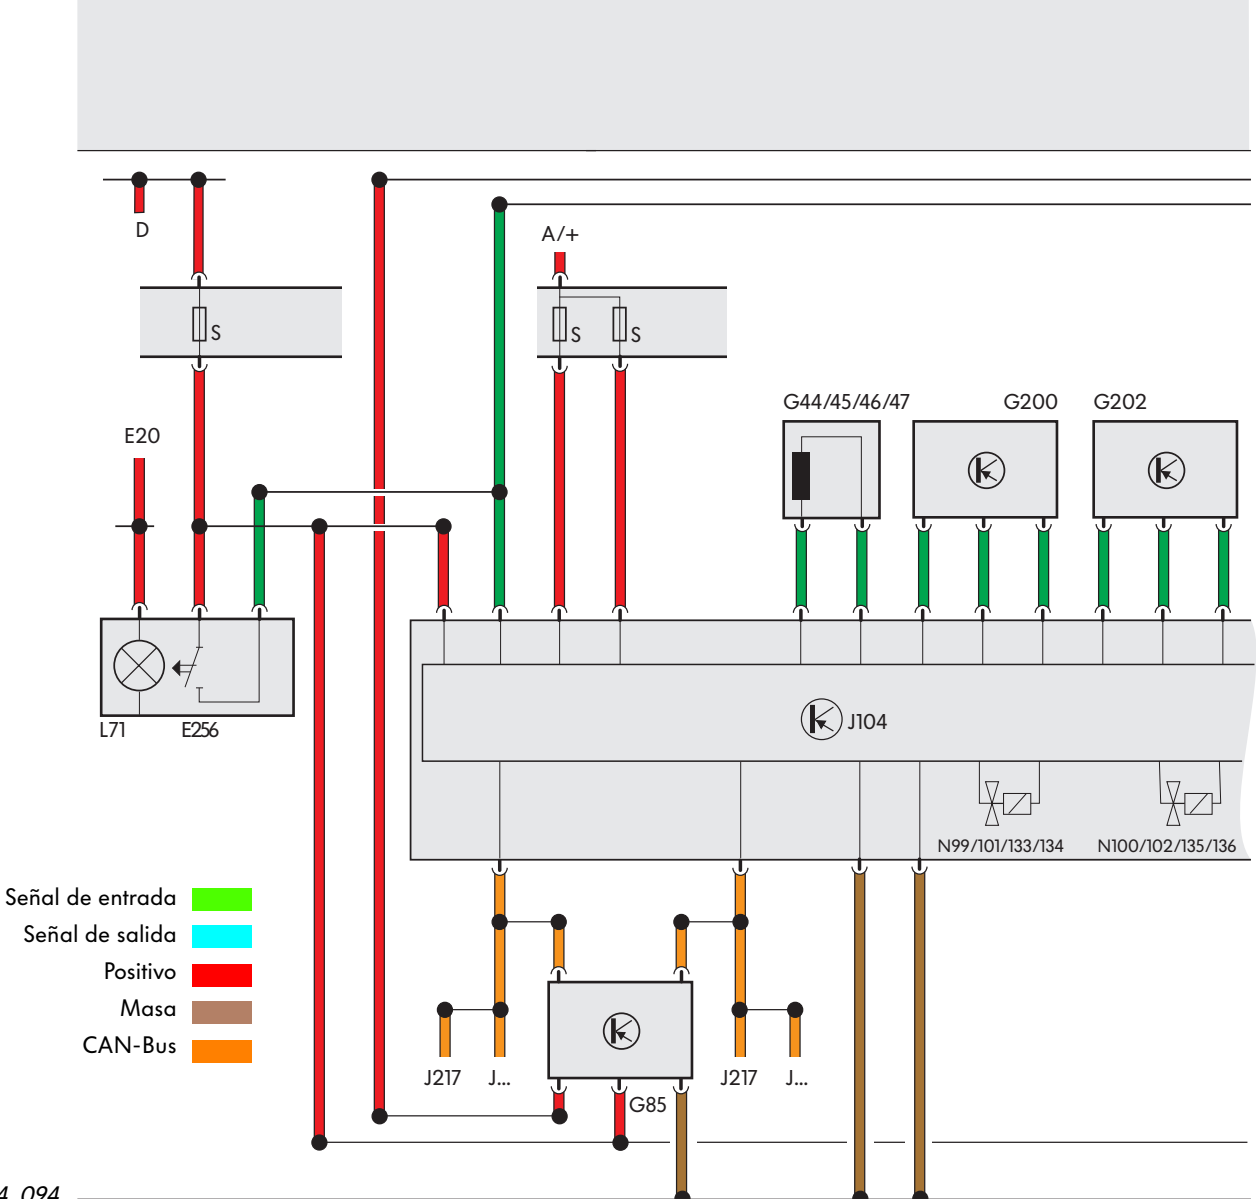 D
A/+
S
S
S
G44/45/46/47
G200
G202
E20
L71
E256
J104
N99/101/133/134
N100/102/135/136
Señal de entrada
Señal de salida
Positivo
Masa
CAN-Bus
J217
J...
J217
J...
G85
4_094